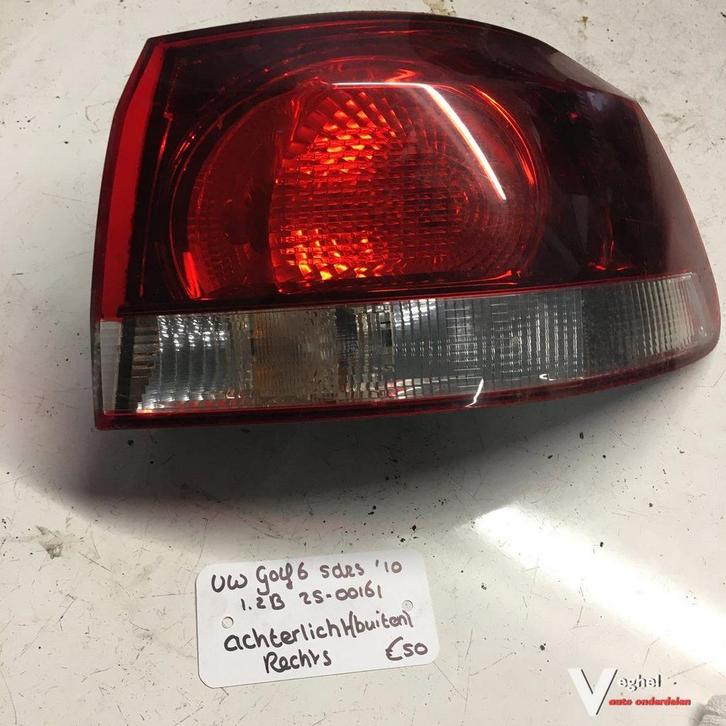 VW Golf 6 5drs '10
1.2B 25-00161
achterlicht(buiten)
Rechts €50
Veghel
auto onderdelen